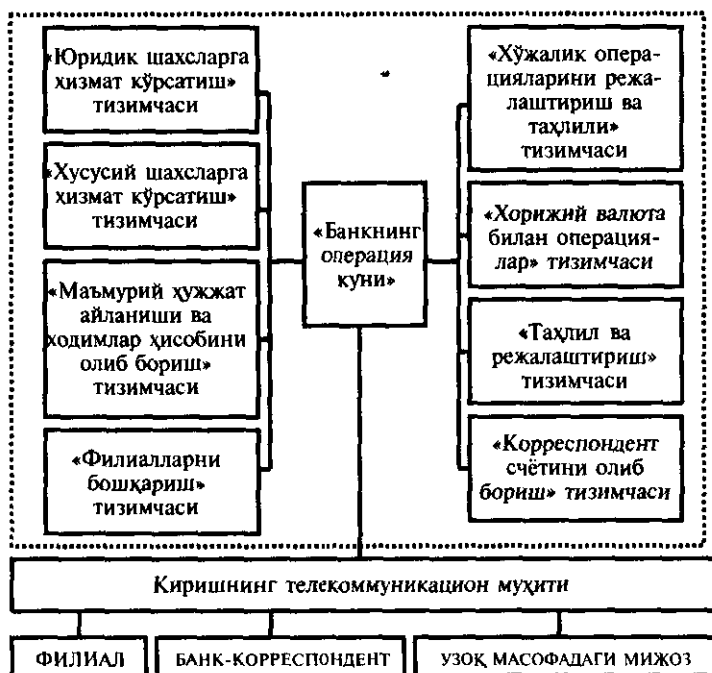 «Юридик шахсларга
хизмат кўрсатиш»
тизимчаси
«Хусусий шахсларга
хизмат кўрсатиш»
тизимчаси
«Маъмурий ҳужжат
айланиши ва
ходимлар ҳисобини
олиб бориш»
тизимчаси
«Филиалларни
бошқариш»
тизимчаси
«Банкнинг
операция
куни»
«Хўжалик опера-
цияларини режа-
лаштириш ва
таҳлили»
тизимчаси
«Хорижий валюта
билан операция-
лар» тизимчаси
«Таҳлил ва
режалаштириш»
тизимчаси
«Корреспондент
счётини олиб
бориш» тизимчаси
Киришнинг телекоммуникацион муҳити
ФИЛИАЛ
БАНК-КОРРЕСПОНДЕНТ
УЗОҚ МАСОФАДАГИ МИЖОЗ